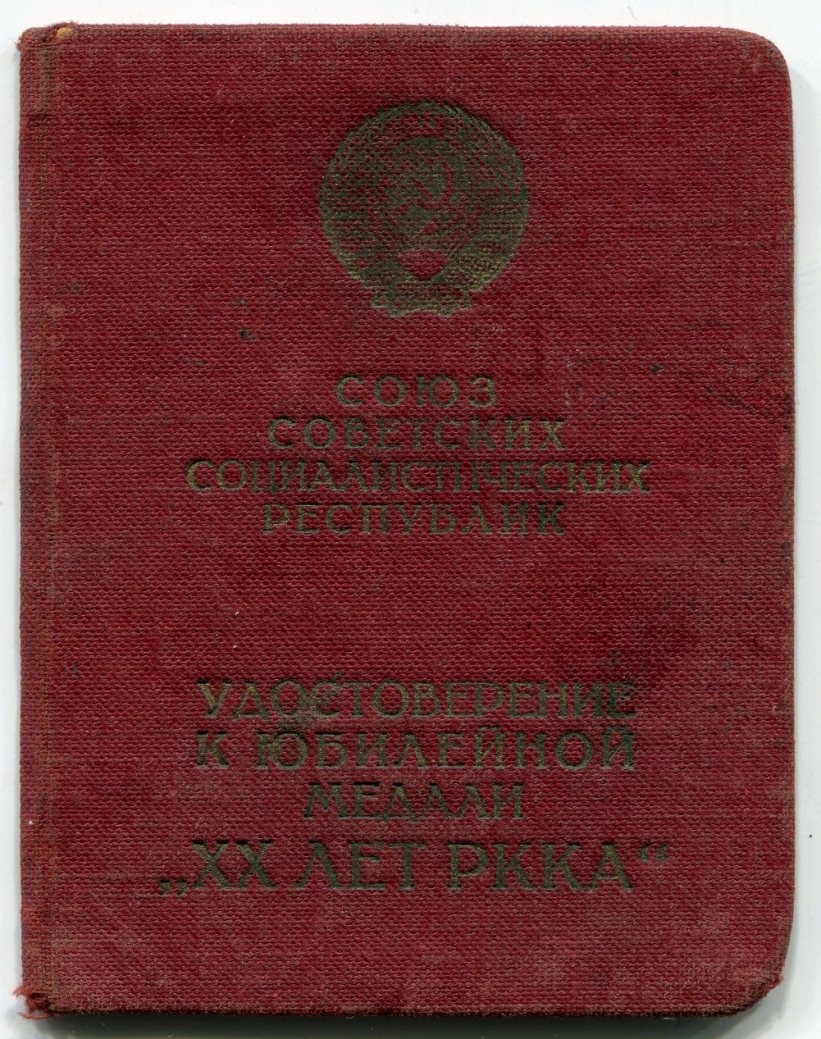 СОЮЗ
СОВЕТСКИХ
СОЦИАЛИСТИЧЕСКИХ
РЕСПУБЛИК
УДОСТОВЕРЕНИЕ
К ЮБИЛЕЙНОЙ
МЕДАЛИ
„XX ЛЕТ РККА“